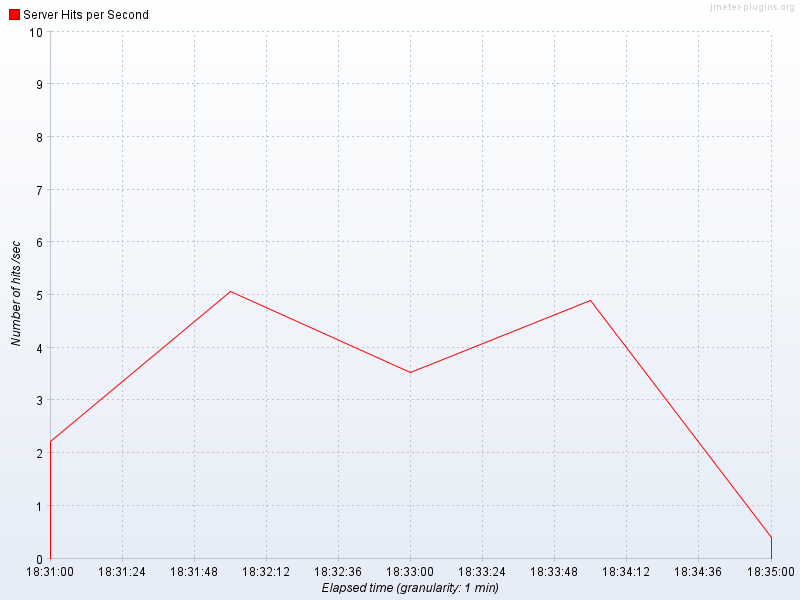 jmeter-plugins.org
Server Hits per Second
10
9
8
7
6
5
4
3
2
1
0
Number of hits /sec
18:31:00 18:31:24 18:31:48 18:32:12 18:32:36 18:33:00 18:33:24 18:33:48 18:34:12 18:34:36 18:35:00
Elapsed time (granularity: 1 min)